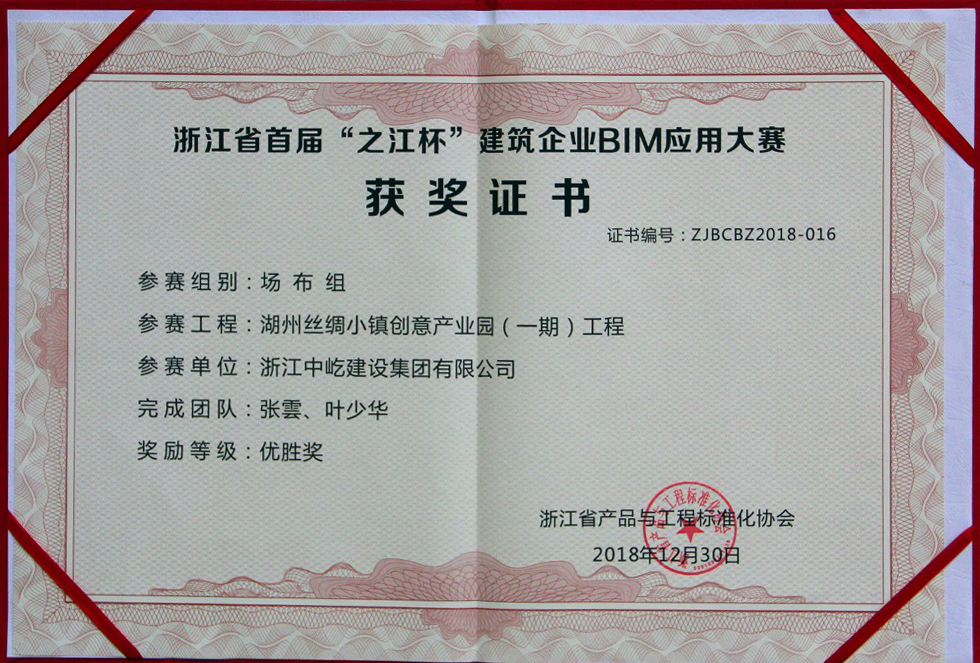 浙江省首届“之江杯”建筑企业BIM应用大赛
获奖证书
证书编号：ZJBCBZ2018-016
参赛组别：场布组
参赛工程：湖州丝绸小镇创意产业园（一期）工程
参赛单位：浙江中屹建设集团有限公司
完成团队：张雲、叶少华
奖励等级：优胜奖
浙江省产品与工程标准化协会
2018年12月30日